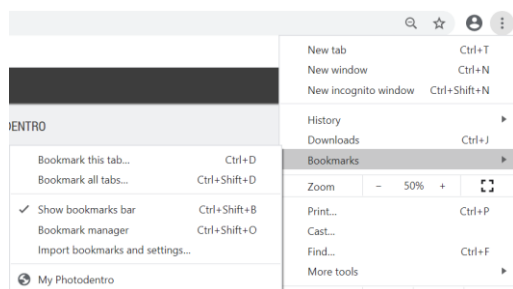 New tab Ctrl+T
New window Ctrl+N
New incognito window Ctrl+Shift+N
History
Downloads Ctrl+J
Bookmarks
Zoom - 50% +
Print... Ctrl+P
Cast...
Find... Ctrl+F
More tools
DENTRO
Bookmark this tab... Ctrl+D
Bookmark all tabs... Ctrl+Shift+D
Show bookmarks bar Ctrl+Shift+B
Bookmark manager Ctrl+Shift+O
Import bookmarks and settings...
My Photodentro